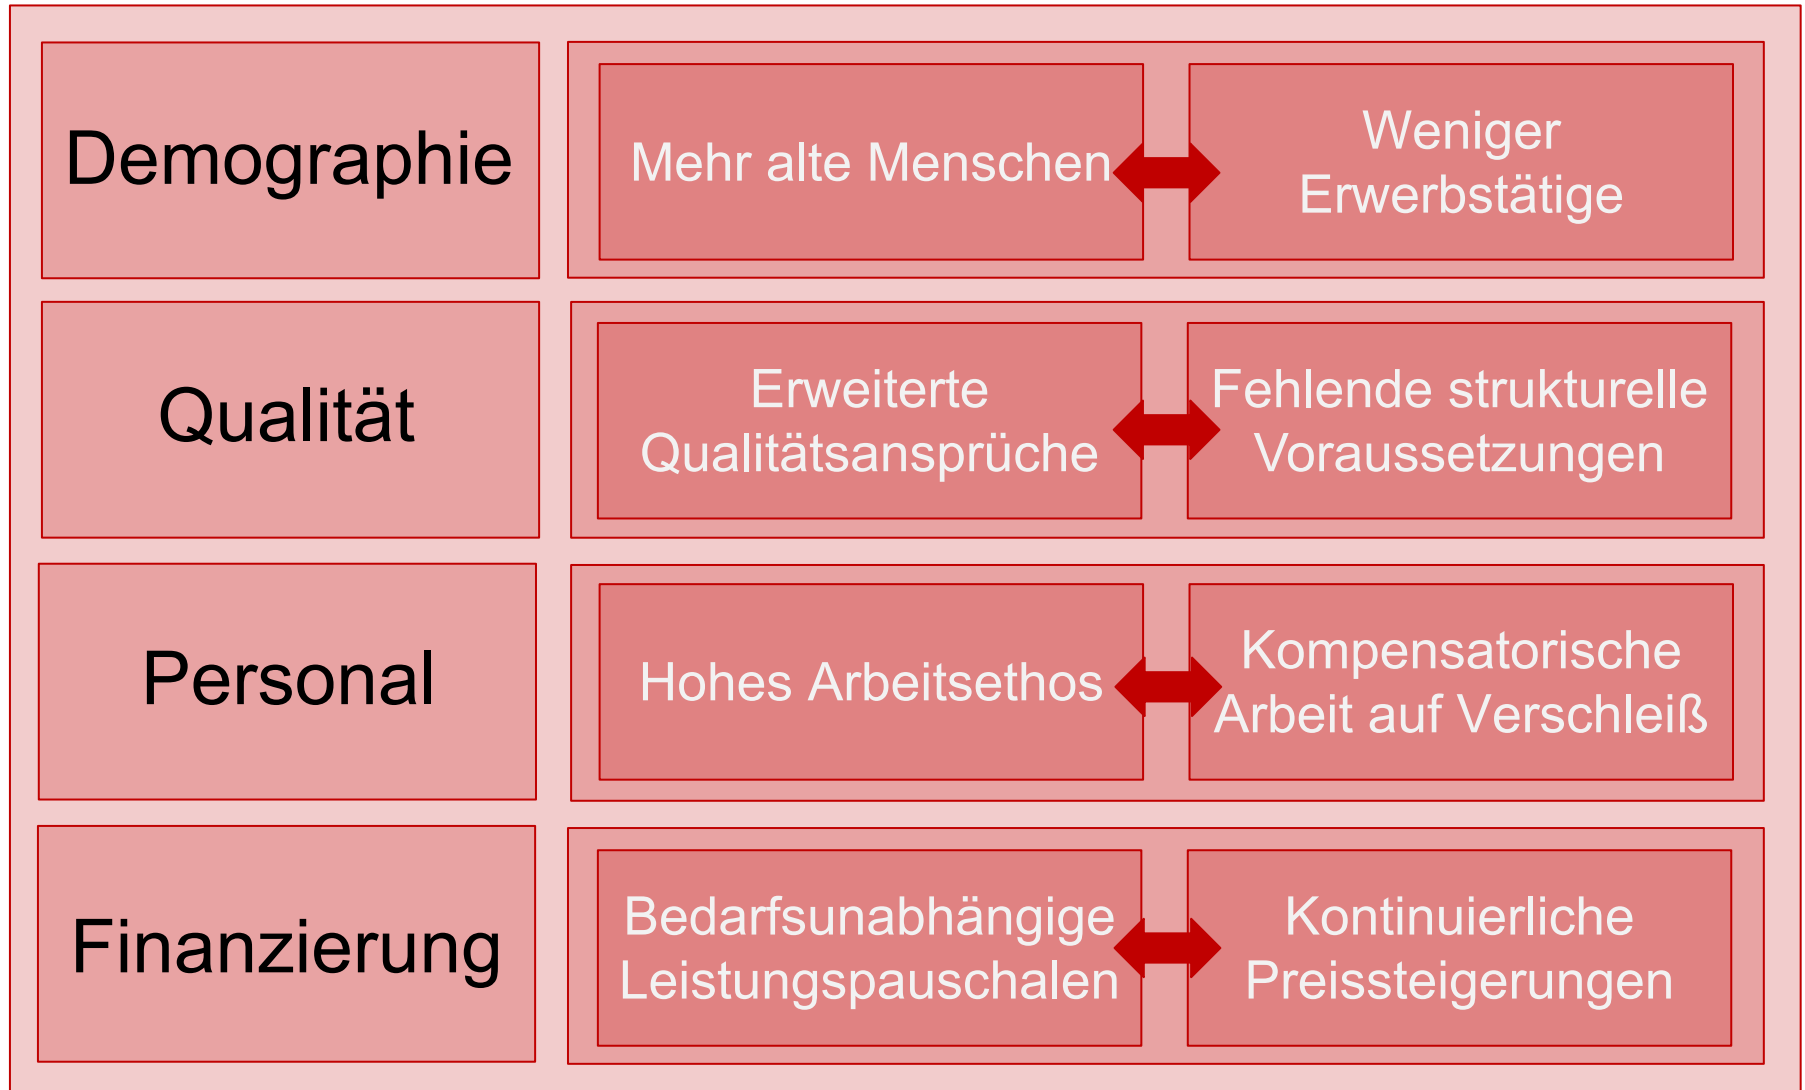 Demographie
Mehr alte Menschen
Weniger
Erwerbstätige
Qualität
Erweiterte
Qualitätsansprüche
Fehlende strukturelle
Voraussetzungen
Personal
Hohes Arbeitsethos
Kompensatorische
Arbeit auf Verschleiß
Finanzierung
Bedarfsunabhängige
Leistungspauschalen
Kontinuierliche
Preissteigerungen